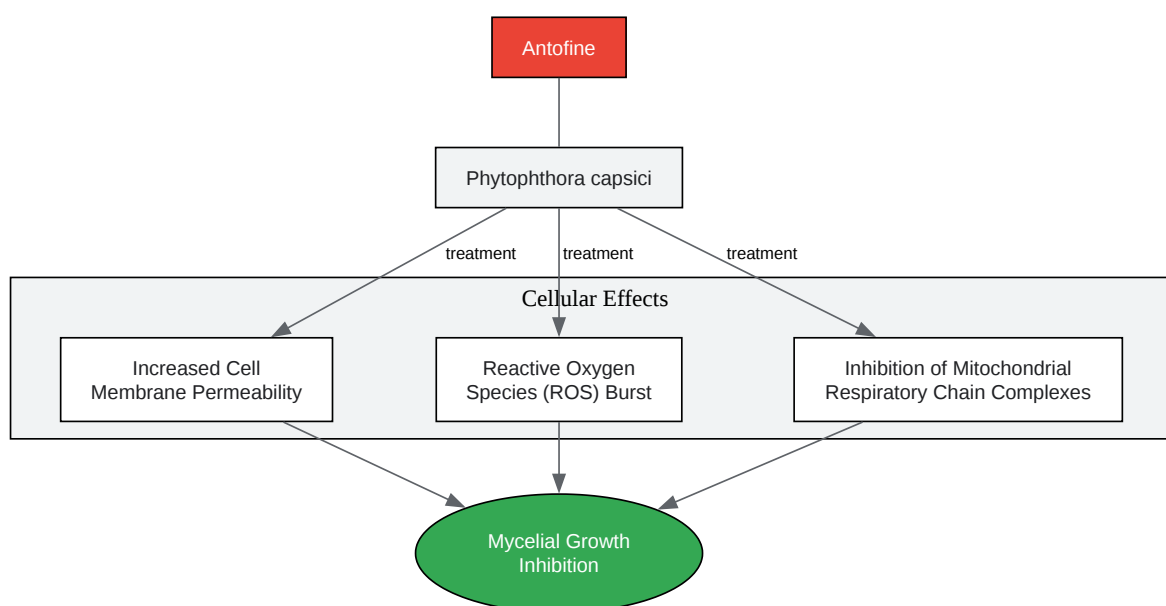 Antofine
Phytophthora capsici
treatment
treatment
treatment
Cellular Effects
Increased Cell
Membrane Permeability
Reactive Oxygen
Species (ROS) Burst
Inhibition of Mitochondrial
Respiratory Chain Complexes
Mycelial Growth
Inhibition